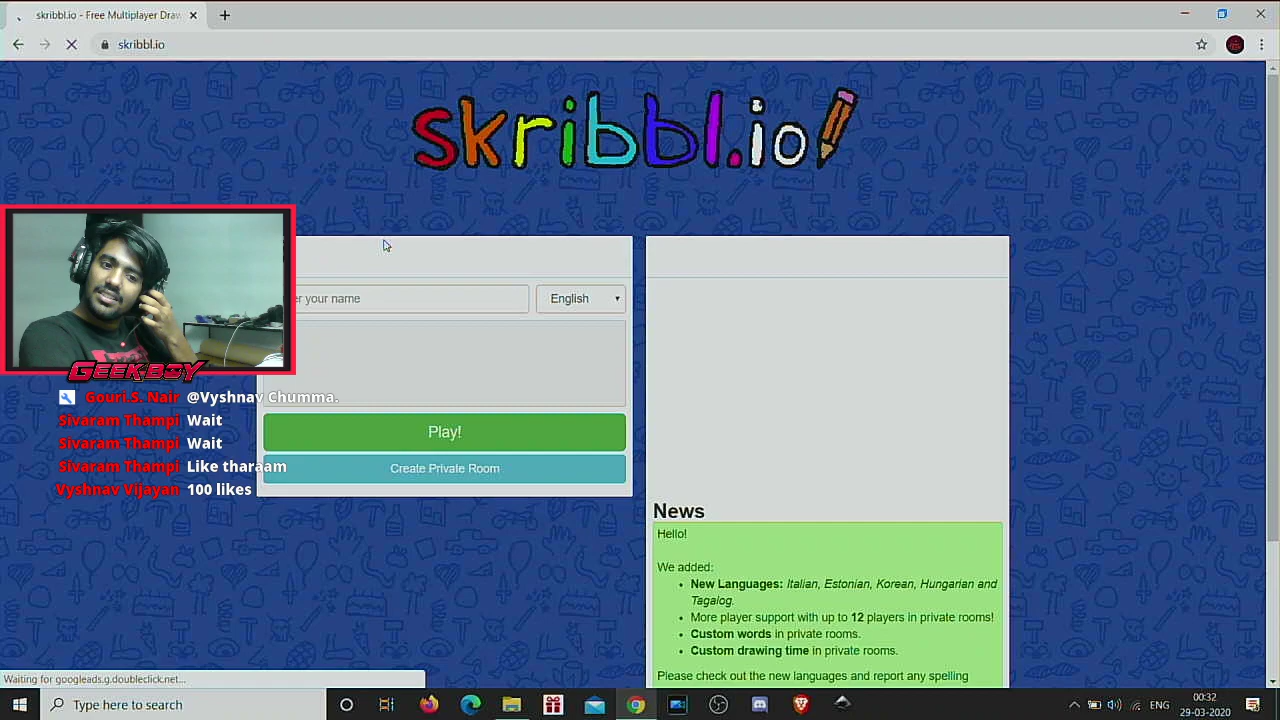 skribbl.io - Free Multiplayer Draw
skribbl.io
skribbl.io
er your name
English
Play!
Create Private Room
GEEKBOY
Gouri.S. Nair @Vyshnav Chumma.
Sivaram Thampi Wait
Sivaram Thampi Wait
Sivaram Thampi Like tharaam
Vyshnav Vijayan 100 likes
News
Hello!
We added:
• New Languages: Italian, Estonian, Korean, Hungarian and
Tagalog.
• More player support with up to 12 players in private rooms!
• Custom words in private rooms.
• Custom drawing time in private rooms.
Please check out the new languages and report any spelling
Waiting for googleads.g.doubleclick.net...
Type here to search
ENG
00:32
29-03-2020